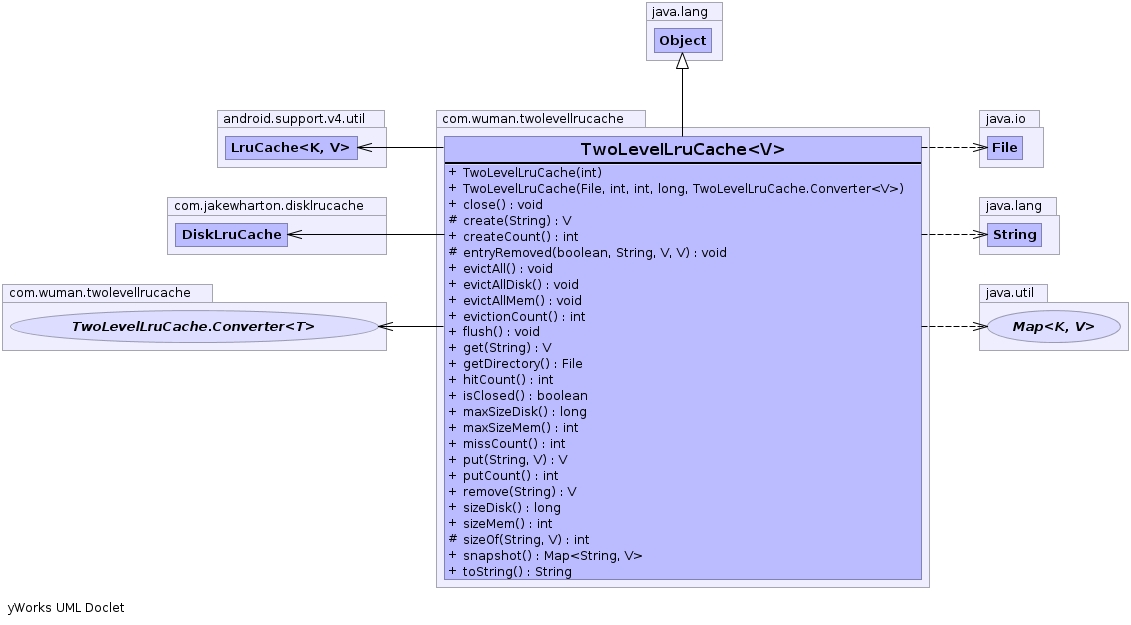 java.lang
Object
android.support.v4.util
LruCache<K, V>
com.jakewharton.disklrucache
DiskLruCache
com.wuman.twolevellrucache
TwoLevelLruCache.Converter<T>
com.wuman.twolevellrucache
TwoLevelLruCache<V>
+ TwoLevelLruCache(int)
+ TwoLevelLruCache(File, int, int, long, TwoLevelLruCache.Converter<V>)
+ close() : void
# create(String) : V
+ createCount() : int
# entryRemoved(boolean, String, V, V) : void
+ evictAll() : void
+ evictAllDisk() : void
+ evictAllMem() : void
+ evictionCount() : int
+ flush() : void
+ get(String) : V
+ getDirectory() : File
+ hitCount() : int
+ isClosed() : boolean
+ maxSizeDisk() : long
+ maxSizeMem() : int
+ missCount() : int
+ put(String, V) : V
+ putCount() : int
+ remove(String) : V
+ sizeDisk() : long
+ sizeMem() : int
# sizeOf(String, V) : int
+ snapshot() : Map<String, V>
+ toString() : String
java.io
File
java.lang
String
java.util
Map<K, V>
yWorks UML Doclet